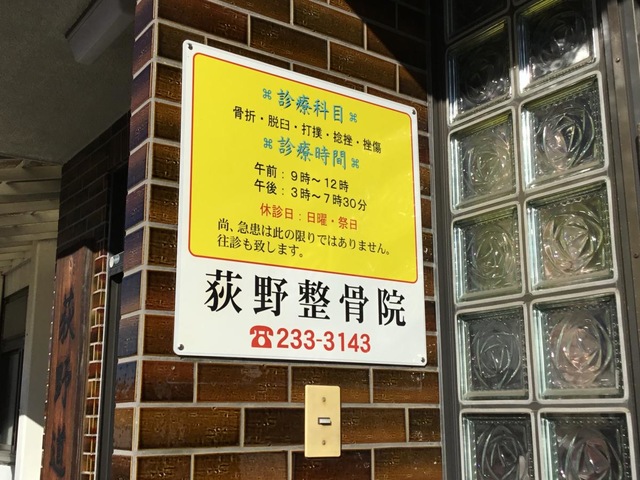 ⌘診療科目⌘
骨折・脱臼・打撲・捻挫・挫傷
⌘診療時間⌘
午前：9時〜12時
午後：3時〜7時30分
休診日：日曜・祭日
尚、急患は此の限りではありません。
往診も致します。
荻野整骨院
☎233-3143
荻野道